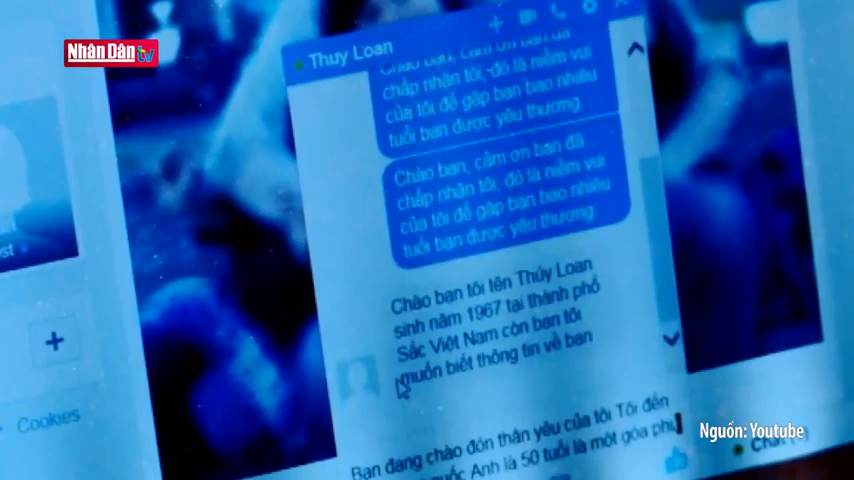 Nhân Dân tv
Thuy Loan
Chào bạn, cảm ơn bạn đã
chấp nhận tôi, đó là niềm vui
của tôi để gặp bạn bao nhiêu
tuổi bạn được yêu thương
Chào bạn, cảm ơn bạn đã
chấp nhận tôi, đó là niềm vui
của tôi để gặp bạn bao nhiêu
tuổi bạn được yêu thương
Chào bạn tôi tên Thúy Loan
sinh năm 1967 tại thành phố
Sắc Việt Nam còn bạn tôi
muốn biết thông tin về bạn
Cookies
Bạn đang chào đón thân yêu của tôi Tôi đến
quốc Anh là 50 tuổi là một góa phụ
Nguồn: Youtube